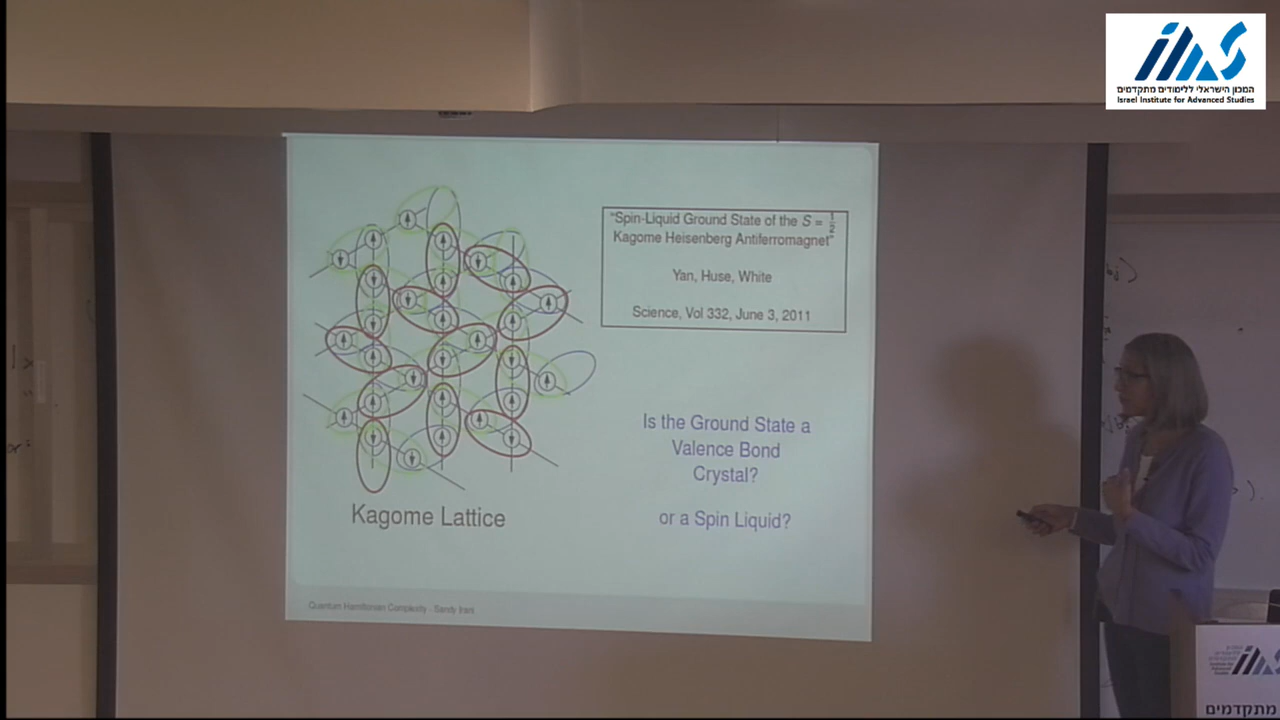 המכון הישראלי ללימודים מתקדמים
Israel Institute for Advanced Studies
"Spin-Liquid Ground State of the S = 1/2
Kagome Heisenberg Antiferromagnet"
Yan, Huse, White
Science, Vol 332, June 3, 2011
Is the Ground State a
Valence Bond
Crystal?
or a Spin Liquid?
Kagome Lattice
Quantum Hamiltonian Complexity - Sandy Irani
מתקדמים